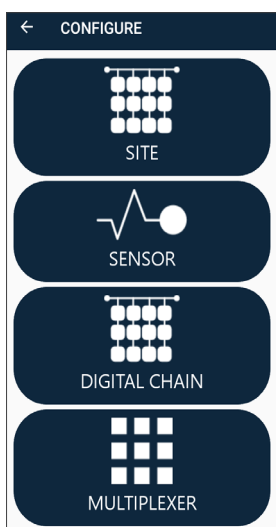 CONFIGURE
SITE
SENSOR
DIGITAL CHAIN
MULTIPLEXER